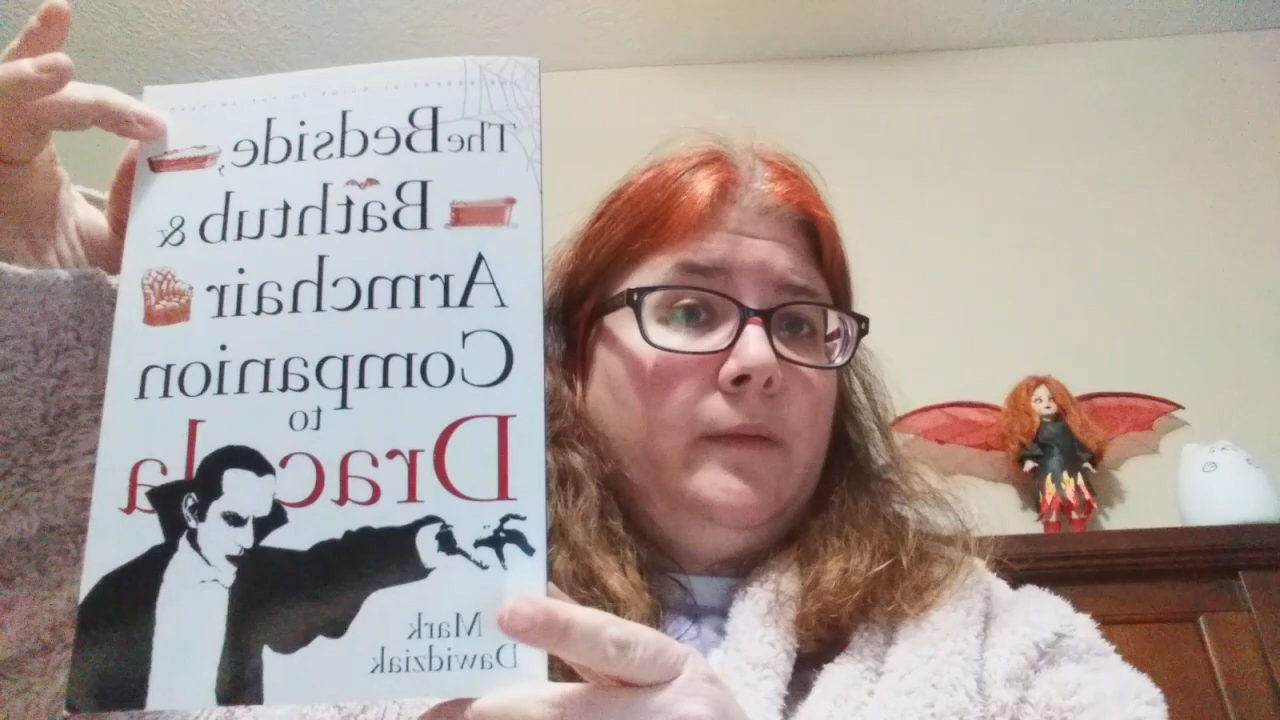 The Bedside,
Bathtub &
Armchair
Companion
to
Dracula
Mark
Dawidziak